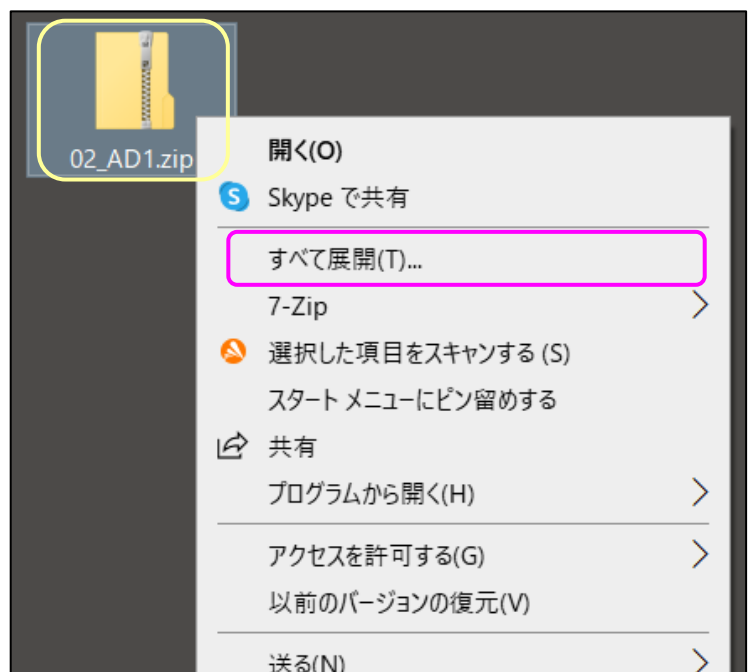 02_AD1.zip
開く(O)
Skype で共有
すべて展開(T)...
7-Zip
選択した項目をスキャンする (S)
スタート メニューにピン留めする
共有
プログラムから開く(H)
アクセスを許可する(G)
以前のバージョンの復元(V)
送る(N)